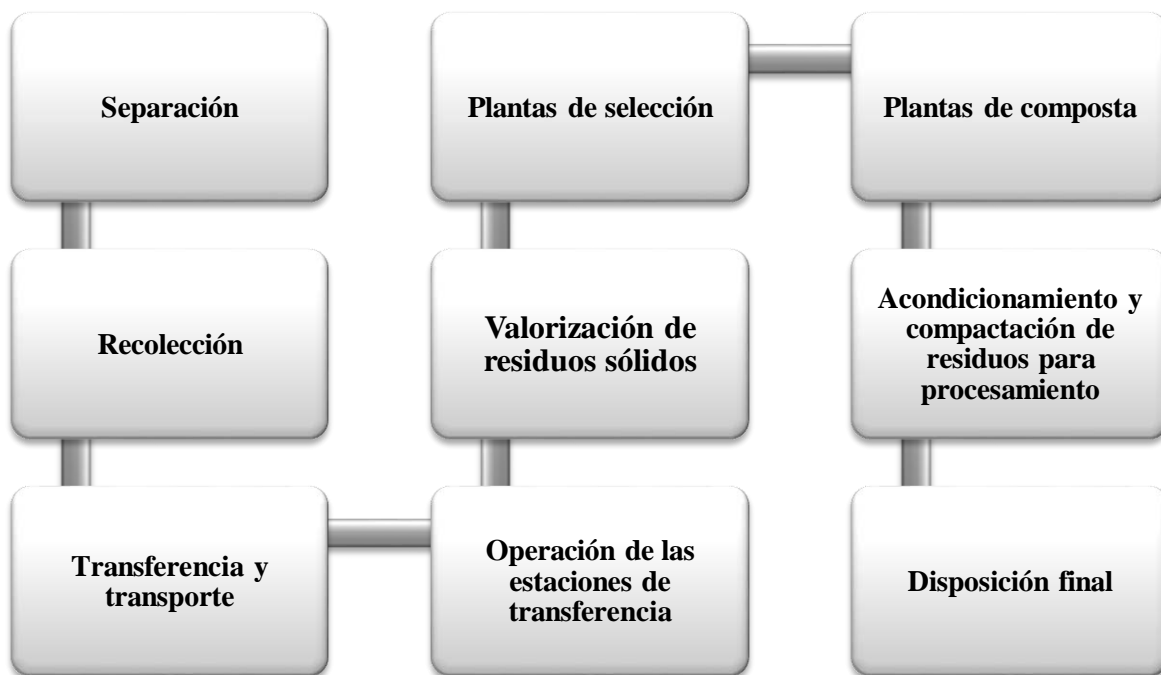 Separación
Recolección
Transferencia y
transporte
Operación de las
estaciones de
transferencia
Valorización de
residuos sólidos
Plantas de selección
Plantas de composta
Acondicionamiento y
compactación de
residuos para
procesamiento
Disposición final